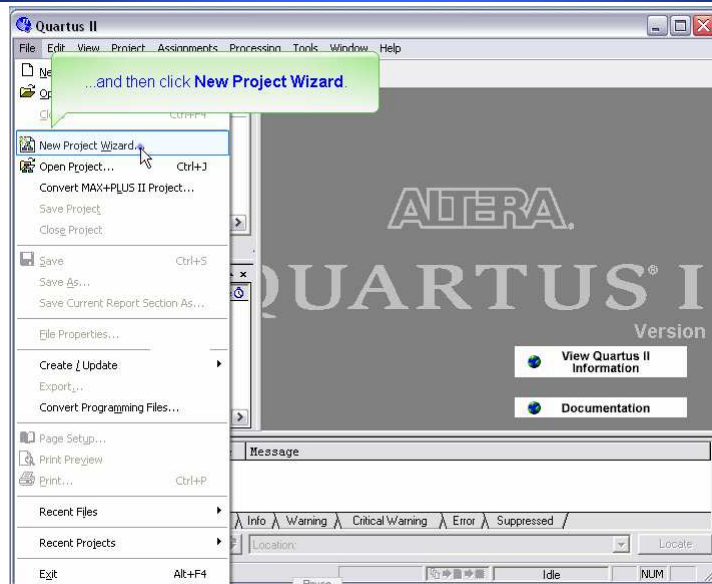 Quartus II
File Edit View Project Assignments Processing Tools Window Help
...and then click New Project Wizard.
Ctrl+F4
New Project Wizard...
Open Project... Ctrl+J
Convert MAX+PLUS II Project...
Save Project
Close Project
Save Ctrl+S
Save As...
Save Current Report Section As...
File Properties...
Create / Update
Export...
Convert Programming Files...
Page Setup...
Print Preview
Print... Ctrl+P
Recent Files
Recent Projects
Exit Alt+F4
ALTERA.
QUARTUS® I
Version
View Quartus II
Information
Documentation
Message
Info Warning Critical Warning Error Suppressed
Location: Locate
Idle NUM